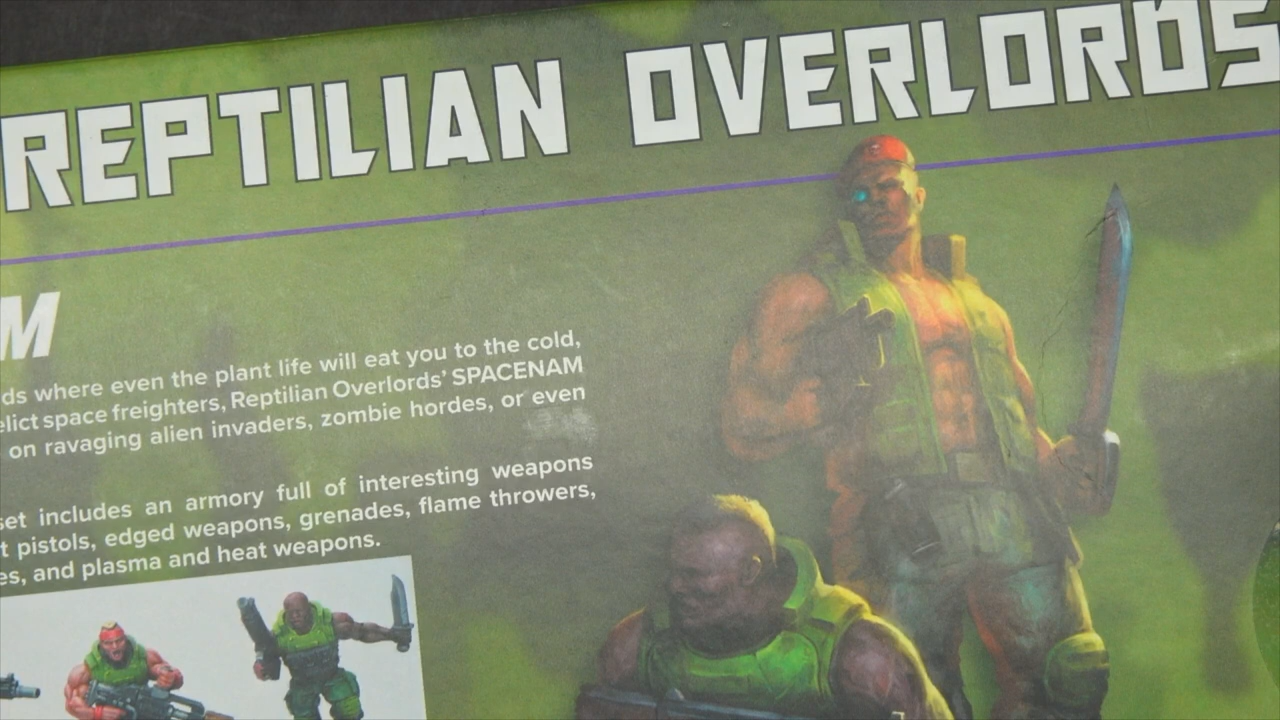 REPTILIAN OVERLORDS
M
ds where even the plant life will eat you to the cold,
elict space freighters, Reptilian Overlords' SPACENAM
on ravaging alien invaders, zombie hordes, or even
set includes an armory full of interesting weapons
t pistols, edged weapons, grenades, flame throwers,
es, and plasma and heat weapons.